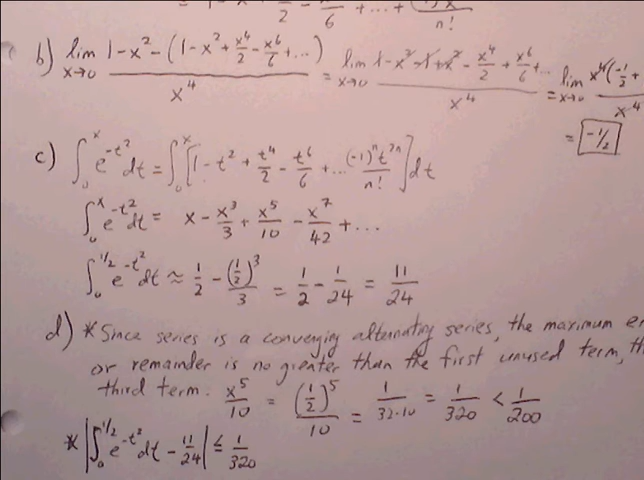 2 6 +...+ n!
b) lim x→0 (1-x²-(1-x²+x⁴/2-x⁶/6+...))/x⁴ = lim x→0 (1-x²-1+x²-x⁴/2+x⁶/6+...)/x⁴ = lim x→0 x⁴(-1/2+ / x⁴
= -1/2
c) ∫₀ˣ e^(-t²) dt = ∫₀ˣ [1-t²+t⁴/2-t⁶/6+...(-1)ⁿt²ⁿ/n!] dt
∫₀ˣ e^(-t²) dt = x-x³/3+x⁵/10-x⁷/42+...
∫₀^(1/2) e^(-t²) dt ≈ 1/2-(1/2)³/3 = 1/2-1/24 = 11/24
d) *Since series is a converging alternating series, the maximum
or remainder is no greater than the first unused term,
third term. x⁵/10 = (1/2)⁵/10 = 1/32·10 = 1/320 < 1/200
* |∫₀^(1/2) e^(-t²) dt - 11/24| ≤ 1/320